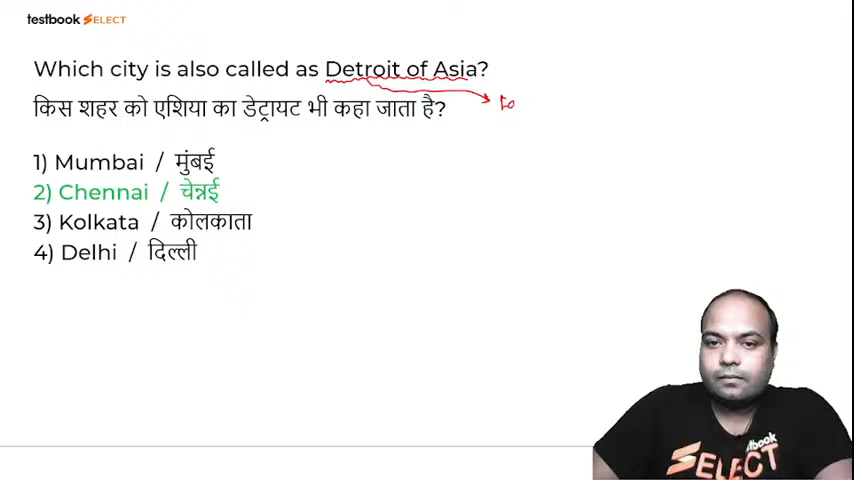 testbook SELECT
Which city is also called as Detroit of Asia?
किस शहर को एशिया का डेट्रायट भी कहा जाता है?
1) Mumbai / मुंबई
2) Chennai / चेन्नई
3) Kolkata / कोलकाता
4) Delhi / दिल्ली
testbook
SELECT